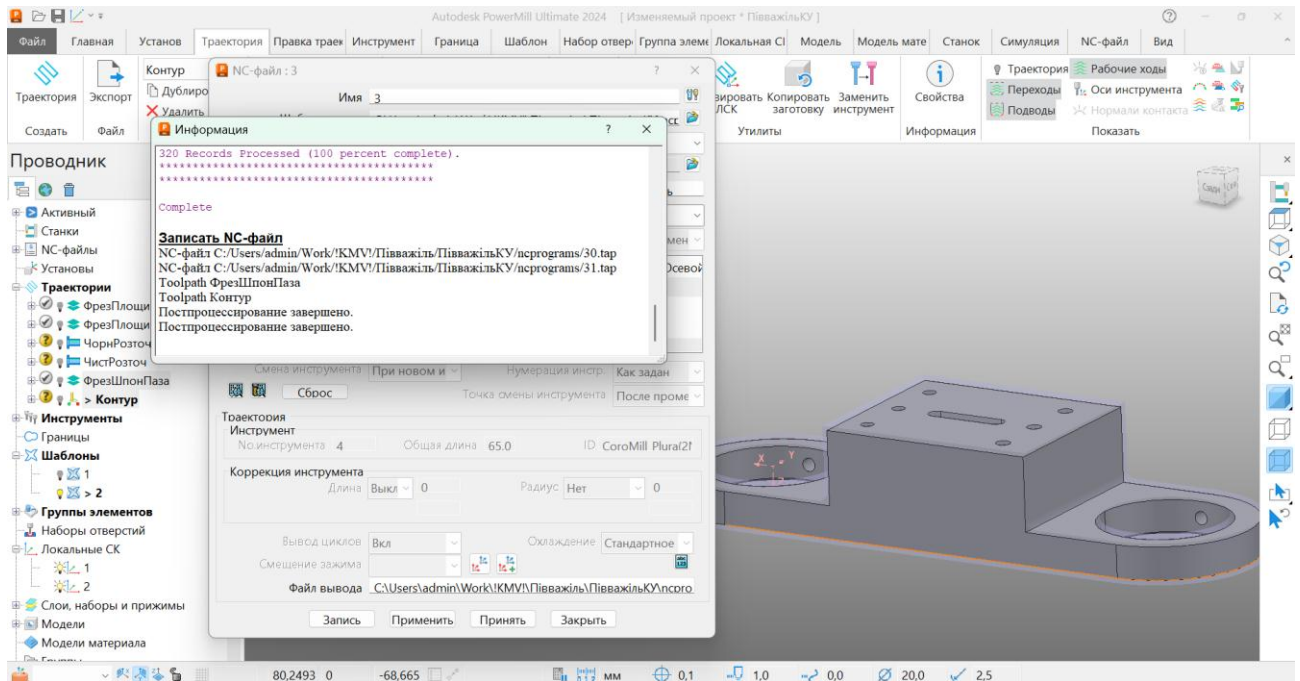 Autodesk PowerMill Ultimate 2024 [ Изменяемый проект * ПівважільКУ ]
Файл Главная Установ Траектория Правка траек Инструмент Граница Шаблон Набор отвер Группа элеме Локальная СІ Модель Модель мате Станок Симуляция NC-файл Вид
Траектория
Экспорт
Контур
Дублиро
Удалить
Создать
Файл
ЛСК
Копировать заготовку
Заменить инструмент
Утилиты
Свойства
Информация
Траектория
Переходы
Подводы
Рабочие ходы
Оси инструмента
Нормали контакта
Показать
NC-файл : 3 ? ×
Имя 3
Информация ? ×
320 Records Processed (100 percent complete).
*****************************************
*****************************************
Complete
Записать NC-файл
NC-файл C:/Users/admin/Work/!KMV!/Піvважіль/ПівважільКУ/ncprograms/30.tap
NC-файл C:/Users/admin/Work/!KMV!/Півважіль/ПівважільКУ/ncprograms/31.tap
Toolpath ФрезШпонПаза
Toolpath Контур
Постпроцессирование завершено.
Постпроцессирование завершено.
Проводник
Активный
Станки
NC-файлы
Установы
Траектории
ФрезПлощи
ФрезПлощи
ЧорнРозточ
ЧистРозточ
ФрезШпонПаза
> Контур
Инструменты
Границы
Шаблоны
1
> 2
Группы элементов
Наборы отверстий
Локальные СК
1
2
Слои, наборы и прижимы
Модели
Модели материала
Смена инструмента При новом и Нумерация инстр. Как задан
Сброс Точка смены инструмента После проме
Траектория
Инструмент
No.инструмента 4 Общая длина 65.0 ID CoroMill Plural2f
Коррекция инструмента
Длина Выкл 0 Радиус Нет 0
Вывод циклов Вкл Охлаждение Стандартное
Смещение зажима
Файл вывода C:\Users\admin\Work\!KMV!\Півважіль\ПівважільКУ\ncpro
Запись Применить Принять Закрыть
X Y
80,2493 0 -68,665 мм 0,1 1,0 0,0 20,0 2,5